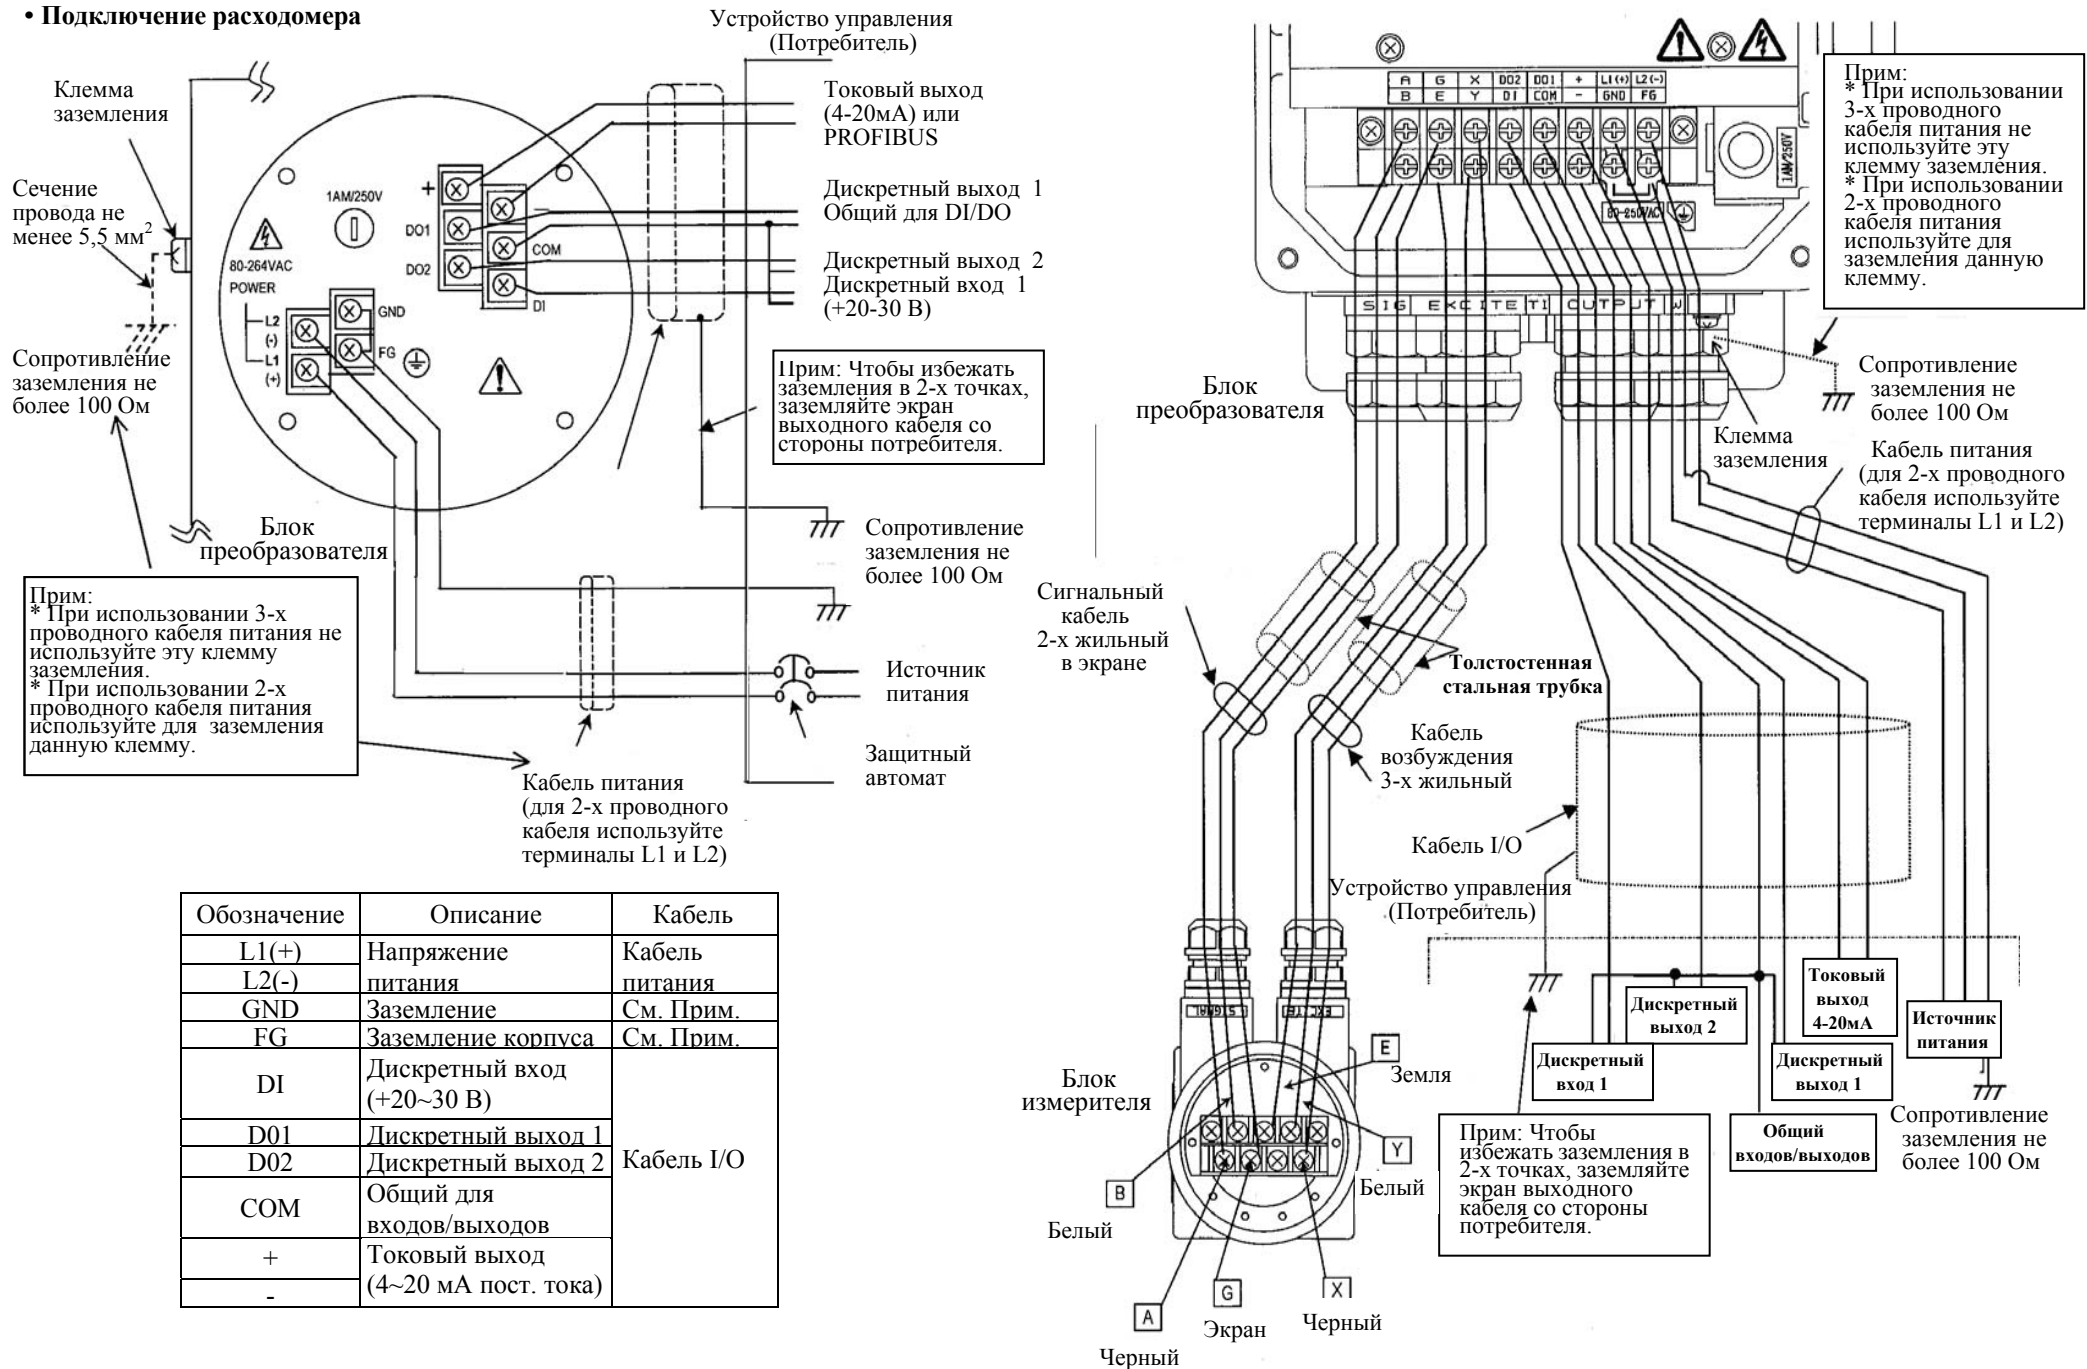 • Подключение расходомера
Устройство управления
(Потребитель)
Клемма
заземления
Токовый выход
(4-20мА) или
PROFIBUS
Сечение
провода не
менее 5,5 мм²
Дискретный выход 1
Общий для DI/DO
Дискретный выход 2
Дискретный вход 1
(+20-30 В)
1AM/250V
+
−
DO1
COM
DO2
DI
80-264VAC
POWER
L2
(-)
L1
(+)
GND
FG
Сопротивление
заземления не
более 100 Ом
Прим: Чтобы избежать
заземления в 2-х точках,
заземляйте экран
выходного кабеля со
стороны потребителя.
Блок
преобразователя
Сопротивление
заземления не
более 100 Ом
Прим:
* При использовании 3-х
проводного кабеля питания не
используйте эту клемму
заземления.
* При использовании 2-х
проводного кабеля питания
используйте для заземления
данную клемму.
Источник
питания
Защитный
автомат
Кабель питания
(для 2-х проводного
кабеля используйте
терминалы L1 и L2)
Обозначение Описание Кабель
L1(+) Напряжение Кабель
L2(-) питания питания
GND Заземление См. Прим.
FG Заземление корпуса См. Прим.
DI Дискретный вход
(+20~30 В)
D01 Дискретный выход 1
D02 Дискретный выход 2 Кабель I/O
COM Общий для
входов/выходов
+ Токовый выход
- (4~20 мА пост. тока)
A G X DO2 DO1 + L1(+) L2(-)
B E Y DI COM - GND FG
1AM/250V
80-250VAC
SIG EXCITE TI OUTPUT W
Прим:
* При использовании
3-х проводного
кабеля питания не
используйте эту
клемму заземления.
* При использовании
2-х проводного
кабеля питания
используйте для
заземления данную
клемму.
Блок
преобразователя
Сопротивление
заземления не
более 100 Ом
Клемма
заземления
Кабель питания
(для 2-х проводного
кабеля используйте
терминалы L1 и L2)
Сигнальный
кабель
2-х жильный
в экране
Толстостенная
стальная трубка
Кабель
возбуждения
3-х жильный
Кабель I/O
Устройство управления
(Потребитель)
SIGNAL
EXCITE
Токовый
выход
4-20мА
Дискретный
выход 2
Источник
питания
Дискретный
вход 1
Дискретный
выход 1
Общий
входов/выходов
Сопротивление
заземления не
более 100 Ом
Прим: Чтобы
избежать заземления в
2-х точках, заземляйте
экран выходного
кабеля со стороны
потребителя.
Блок
измерителя
E
Земля
Y
Белый
B
Белый
G
Экран
X
Черный
A
Черный